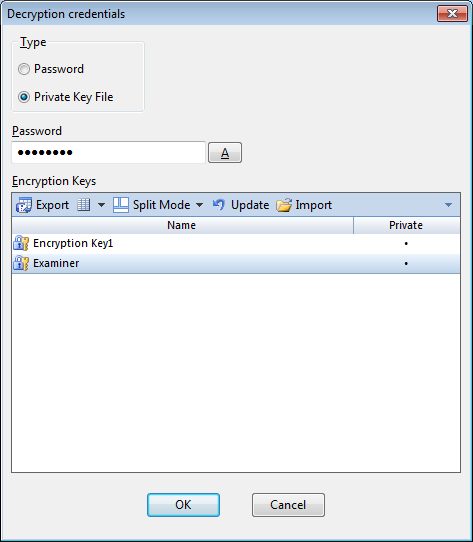 Decryption credentials
Type
Password
Private Key File
Password
●●●●●●●● A
Encryption Keys
Export Split Mode Update Import
Name Private
Encryption Key1 •
Examiner •
OK Cancel